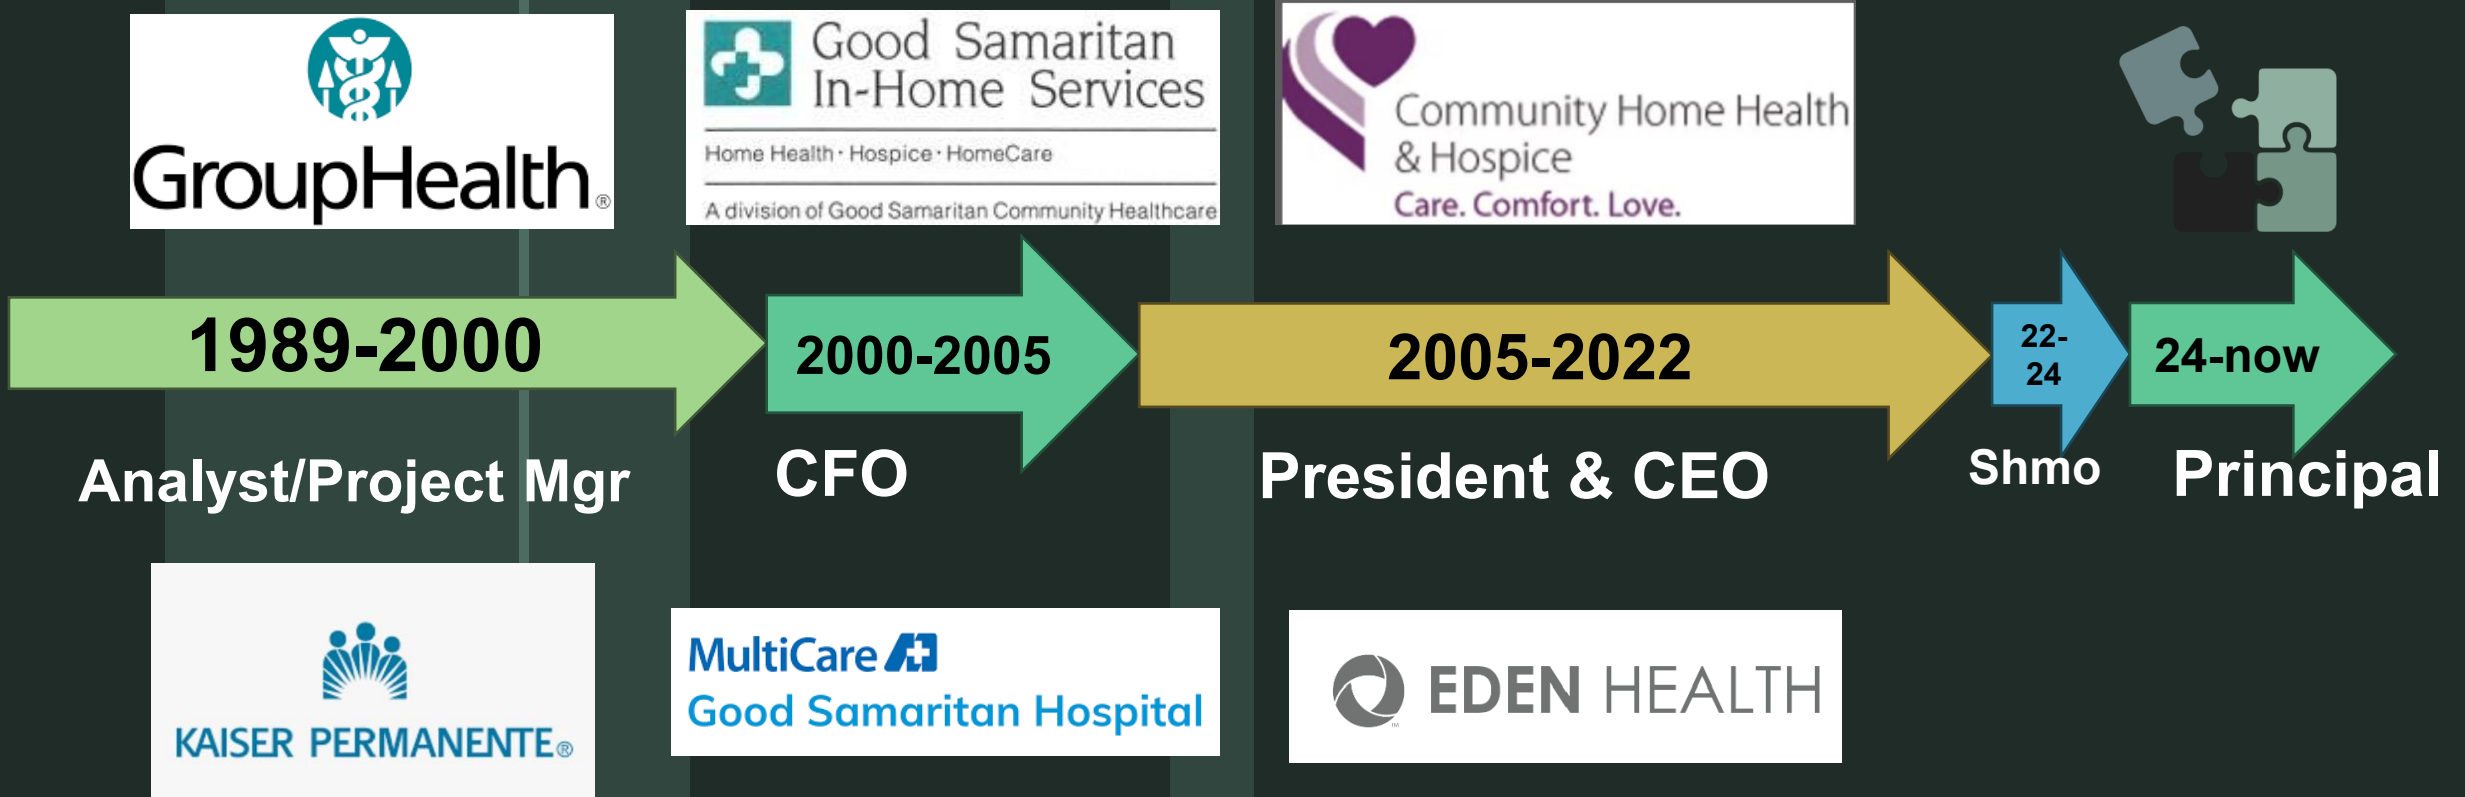 GroupHealth®
Good Samaritan
In-Home Services
Home Health · Hospice · HomeCare
A division of Good Samaritan Community Healthcare
Community Home Health
& Hospice
Care. Comfort. Love.
1989-2000
2000-2005
2005-2022
22-
24
24-now
Analyst/Project Mgr
CFO
President & CEO
Shmo
Principal
KAISER PERMANENTE®
MultiCare
Good Samaritan Hospital
EDEN HEALTH